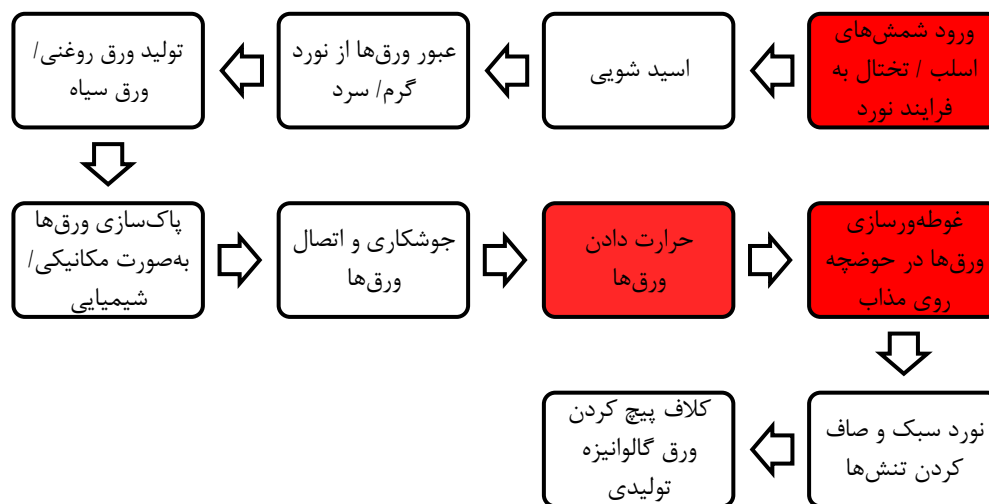 ورود شمش‌های
اسلب / تختال به
فرایند نورد
اسید شویی
عبور ورق‌ها از نورد
گرم/ سرد
تولید ورق روغنی/
ورق سیاه
پاک‌سازی ورق‌ها
به‌صورت مکانیکی/
شیمیایی
جوشکاری و اتصال
ورق‌ها
حرارت دادن
ورق‌ها
غوطه‌ورسازی
ورق‌ها در حوضچه
روی مذاب
نورد سبک و صاف
کردن تنش‌ها
کلاف پیچ کردن
ورق گالوانیزه
تولیدی